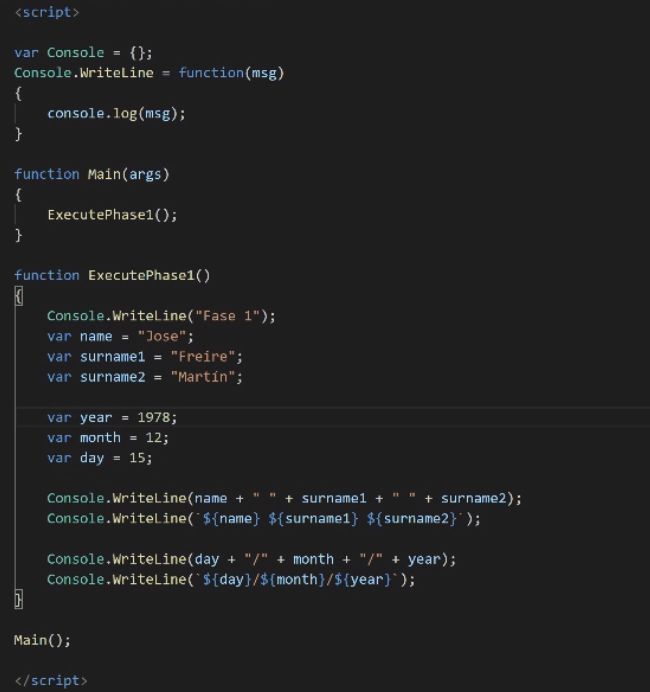 <script>
var Console = {};
Console.WriteLine = function(msg)
{
console.log(msg);
}
function Main(args)
{
ExecutePhase1();
}
function ExecutePhase1()
{
Console.WriteLine("Fase 1");
var name = "Jose";
var surname1 = "Freire";
var surname2 = "Martín";
var year = 1978;
var month = 12;
var day = 15;
Console.WriteLine(name + " " + surname1 + " " + surname2);
Console.WriteLine(`${name} ${surname1} ${surname2}`);
Console.WriteLine(day + "/" + month + "/" + year);
Console.WriteLine(`${day}/${month}/${year}`);
}
Main();
</script>